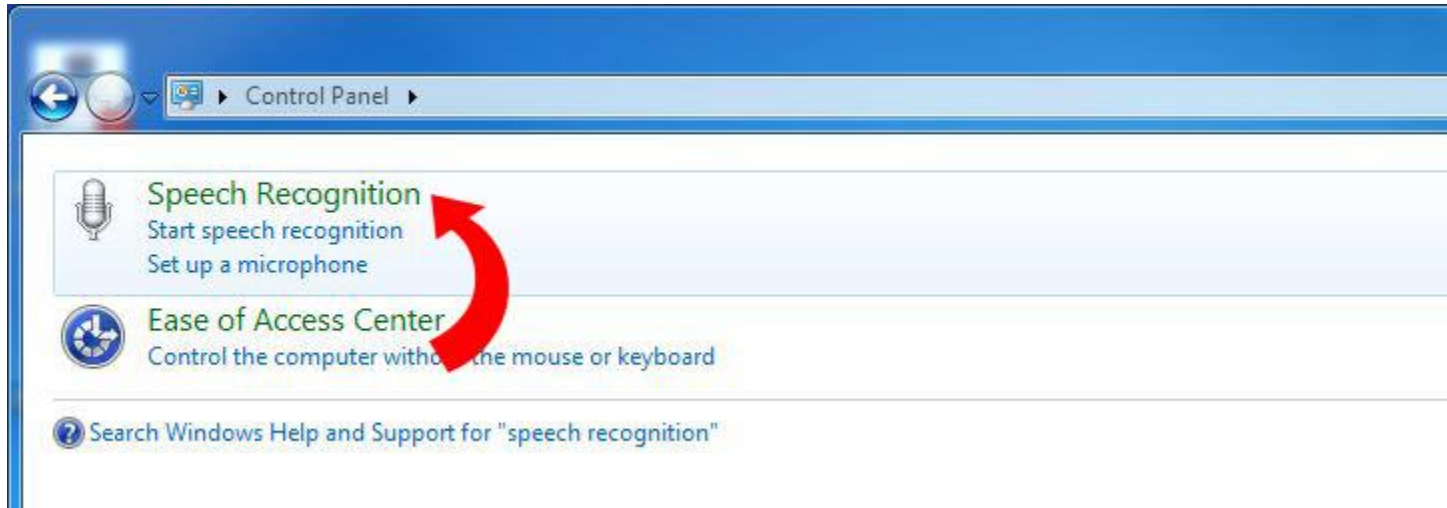 Control Panel
Speech Recognition
Start speech recognition
Set up a microphone
Ease of Access Center
Control the computer without the mouse or keyboard
Search Windows Help and Support for "speech recognition"